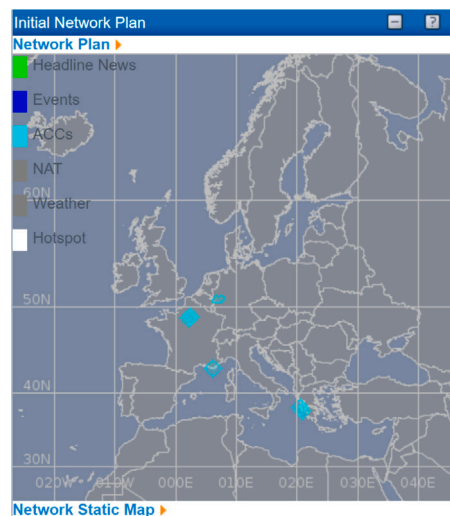 Initial Network Plan
Network Plan
Headline News
Events
ACCs
NAT
60N
Weather
Hotspot
50N
40N
30N
020W 010W 000E 010E 020E 030E 040E
Network Static Map